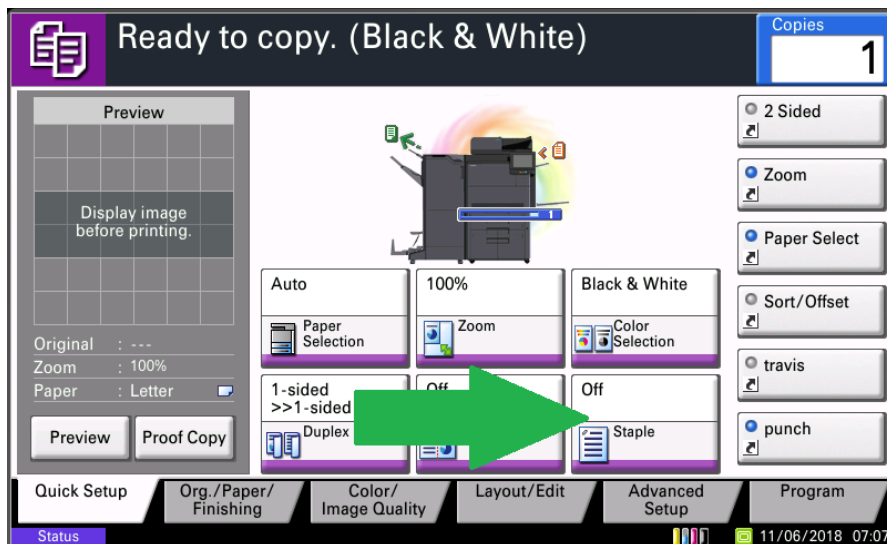 Ready to copy. (Black & White)
Copies
1
Preview
Display image
before printing.
Original : ---
Zoom : 100%
Paper : Letter
Preview
Proof Copy
1
Auto
Paper
Selection
100%
Zoom
Black & White
Color
Selection
1-sided
>>1-sided
Duplex
Off
Off
Staple
2 Sided
Zoom
Paper Select
Sort/Offset
travis
punch
Quick Setup
Org./Paper/
Finishing
Color/
Image Quality
Layout/Edit
Advanced
Setup
Program
Status
11/06/2018 07:07